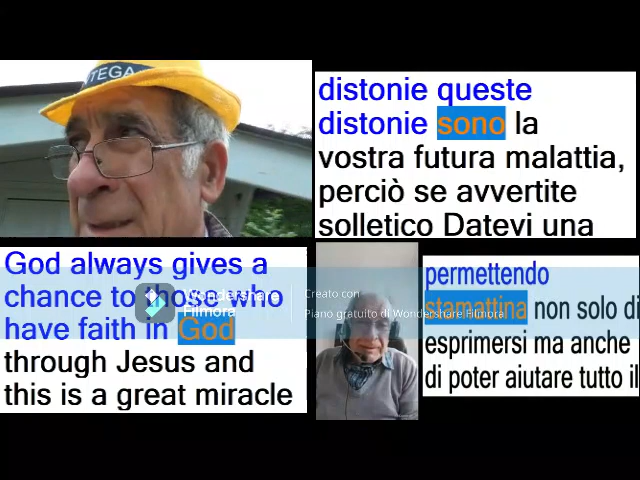 TEGA
distonie queste
distonie sono la
vostra futura malattia,
perciò se avvertite
solletico Datevi una
God always gives a
chance to those who
have faith in God
through Jesus and
this is a great miracle
Wondershare
Filmora
Creato con
Piano gratuito di Wondershare Filmora
permettendo
stamattina non solo di
esprimersi ma anche
di poter aiutare tutto il